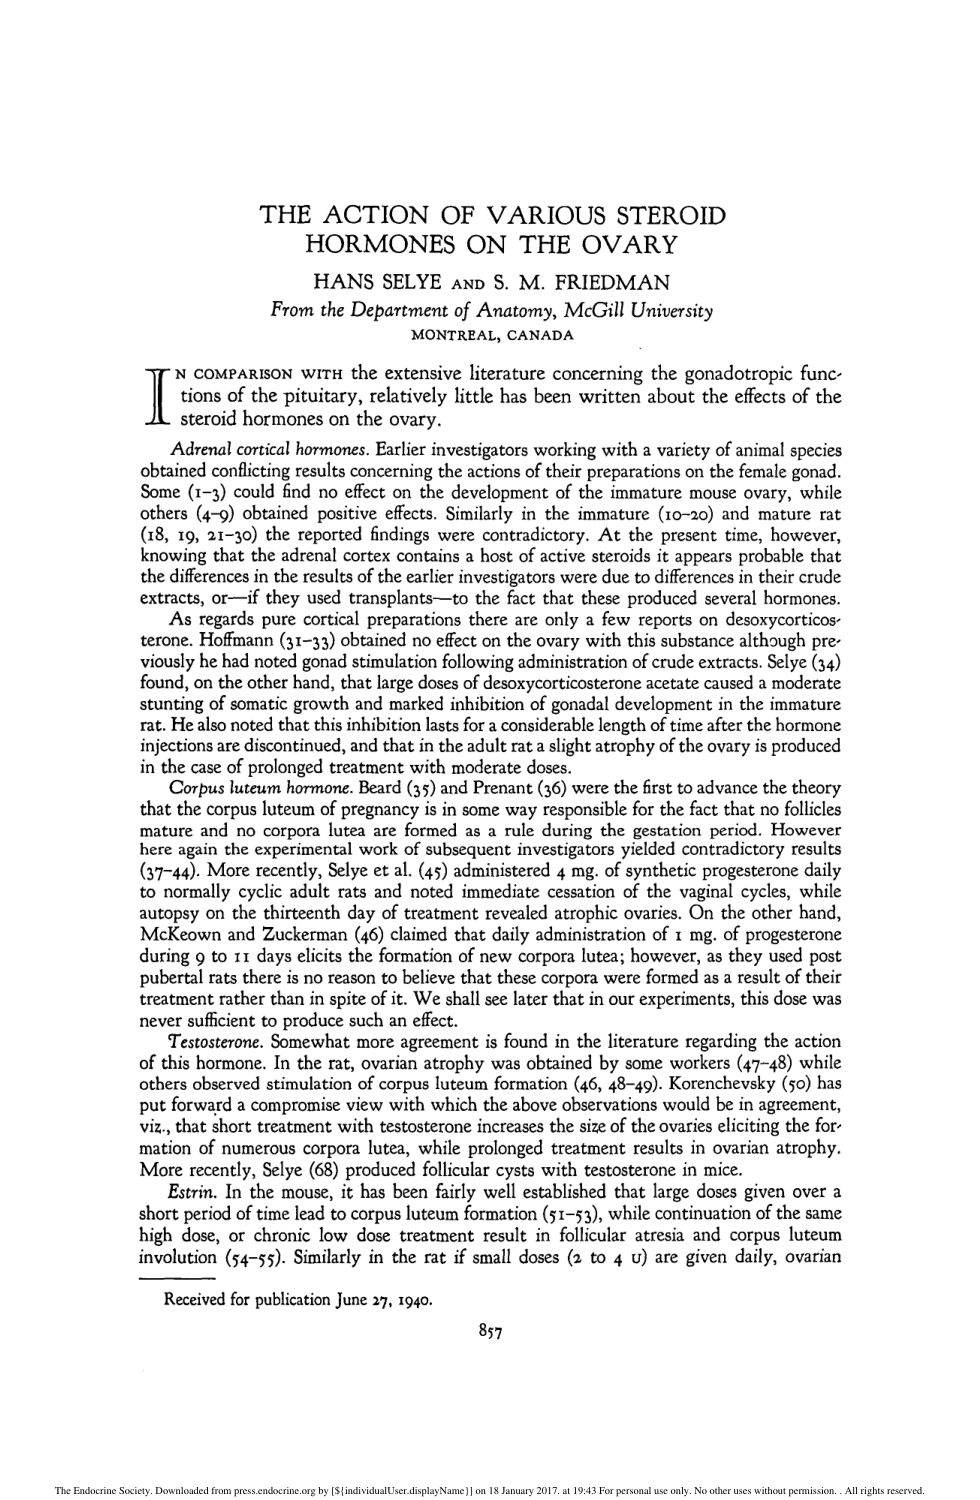 THE ACTION OF VARIOUS STEROID
HORMONES ON THE OVARY
HANS SELYE AND S. M. FRIEDMAN
From the Department of Anatomy, McGill University
MONTREAL, CANADA
IN COMPARISON WITH the extensive literature concerning the gonadotropic func-
tions of the pituitary, relatively little has been written about the effects of the
steroid hormones on the ovary.
Adrenal cortical hormones. Earlier investigators working with a variety of animal species
obtained conflicting results concerning the actions of their preparations on the female gonad.
Some (1–3) could find no effect on the development of the immature mouse ovary, while
others (4–9) obtained positive effects. Similarly in the immature (10–20) and mature rat
(18, 19, 21–30) the reported findings were contradictory. At the present time, however,
knowing that the adrenal cortex contains a host of active steroids it appears probable that
the differences in the results of the earlier investigators were due to differences in their crude
extracts, or—if they used transplants—to the fact that these produced several hormones.
As regards pure cortical preparations there are only a few reports on desoxycorticos-
terone. Hoffmann (31–33) obtained no effect on the ovary with this substance although pre-
viously he had noted gonad stimulation following administration of crude extracts. Selye (34)
found, on the other hand, that large doses of desoxycorticosterone acetate caused a moderate
stunting of somatic growth and marked inhibition of gonadal development in the immature
rat. He also noted that this inhibition lasts for a considerable length of time after the hormone
injections are discontinued, and that in the adult rat a slight atrophy of the ovary is produced
in the case of prolonged treatment with moderate doses.
Corpus luteum hormone. Beard (35) and Prenant (36) were the first to advance the theory
that the corpus luteum of pregnancy is in some way responsible for the fact that no follicles
mature and no corpora lutea are formed as a rule during the gestation period. However
here again the experimental work of subsequent investigators yielded contradictory results
(37–44). More recently, Selye et al. (45) administered 4 mg. of synthetic progesterone daily
to normally cyclic adult rats and noted immediate cessation of the vaginal cycles, while
autopsy on the thirteenth day of treatment revealed atrophic ovaries. On the other hand,
McKeown and Zuckerman (46) claimed that daily administration of 1 mg. of progesterone
during 9 to 11 days elicits the formation of new corpora lutea; however, as they used post
pubertal rats there is no reason to believe that these corpora were formed as a result of their
treatment rather than in spite of it. We shall see later that in our experiments, this dose was
never sufficient to produce such an effect.
Testosterone. Somewhat more agreement is found in the literature regarding the action
of this hormone. In the rat, ovarian atrophy was obtained by some workers (47–48) while
others observed stimulation of corpus luteum formation (46, 48–49). Korenchevsky (50) has
put forward a compromise view with which the above observations would be in agreement,
viz., that short treatment with testosterone increases the size of the ovaries eliciting the for-
mation of numerous corpora lutea, while prolonged treatment results in ovarian atrophy.
More recently, Selye (68) produced follicular cysts with testosterone in mice.
Estrin. In the mouse, it has been fairly well established that large doses given over a
short period of time lead to corpus luteum formation (51–53), while continuation of the same
high dose, or chronic low dose treatment result in follicular atresia and corpus luteum
involution (54–55). Similarly in the rat if small doses (2 to 4 U) are given daily, ovarian
Received for publication June 27, 1940.
857
The Endocrine Society. Downloaded from press.endocrine.org by [${individualUser.displayName}] on 18 January 2017. at 19:43 For personal use only. No other uses without permission. . All rights reserved.